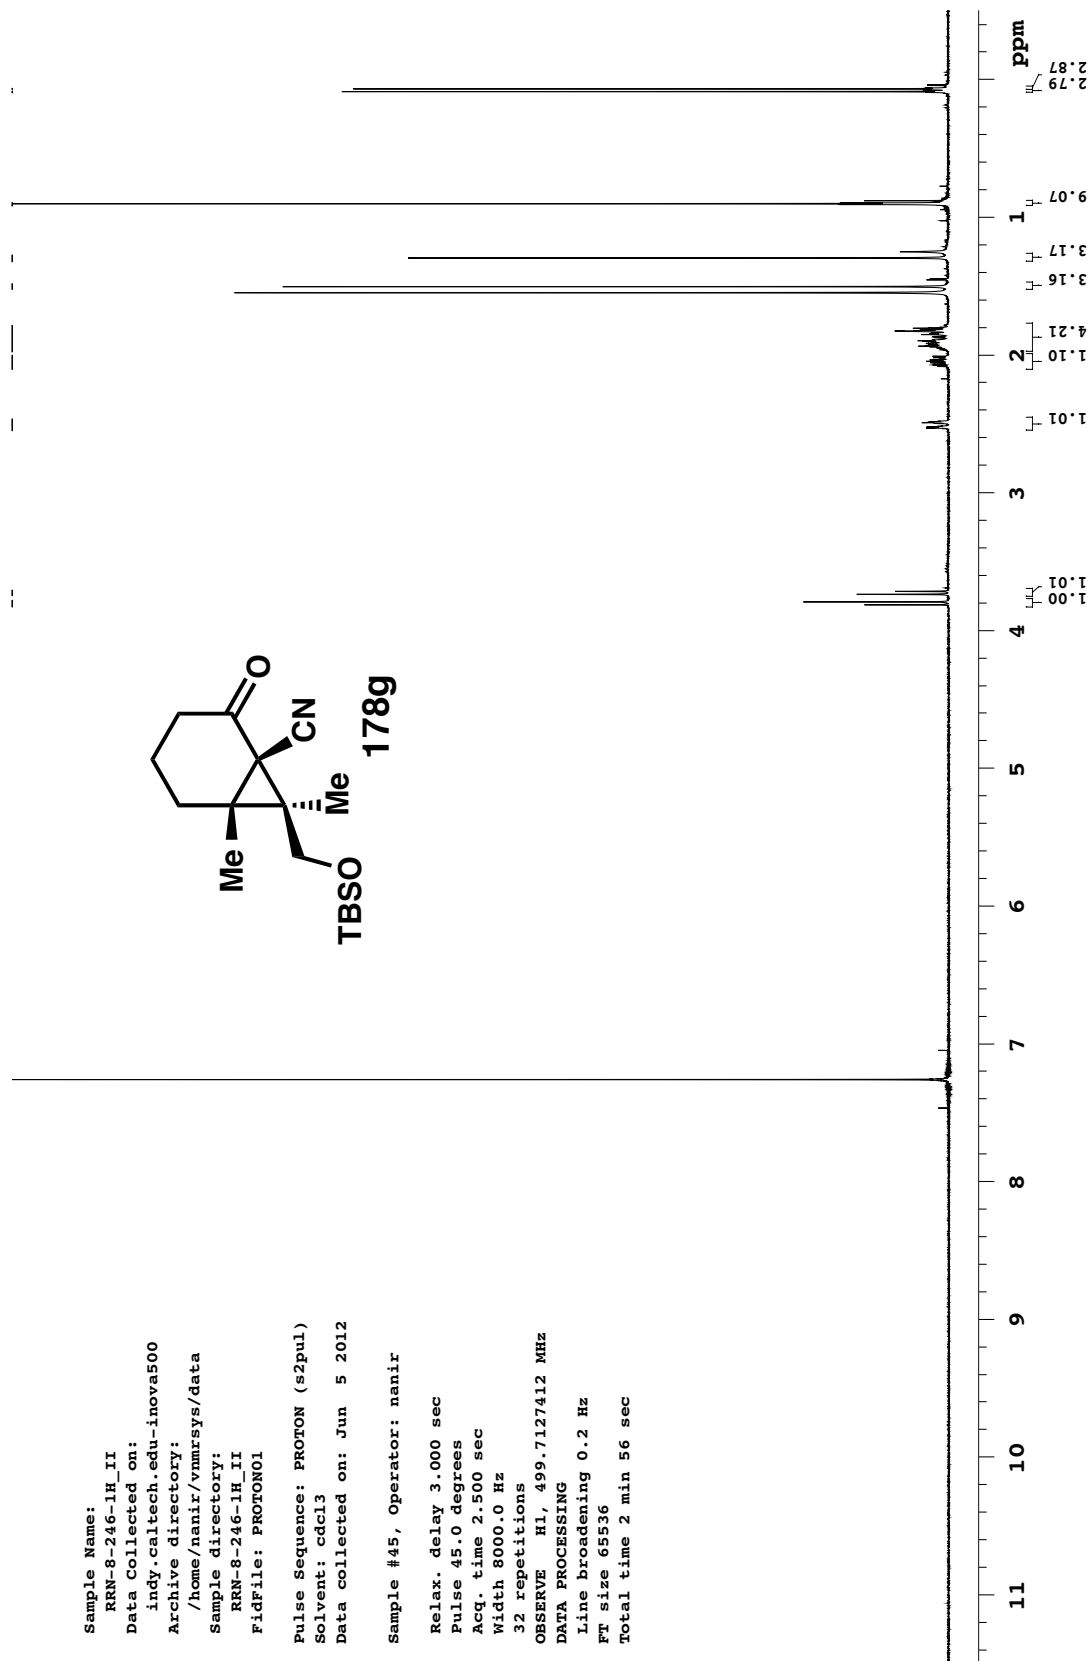 Sample Name:
RRN-8-246-1H_II
Data Collected on:
indy.caltech.edu-inova500
Archive directory:
/home/nanir/vnmrsys/data
Sample directory:
RRN-8-246-1H_II
FidFile: PROTON01
Pulse Sequence: PROTON (s2pul)
Solvent: cdcl3
Data collected on: Jun 5 2012
Sample #45, Operator: nanir
Relax. delay 3.000 sec
Pulse 45.0 degrees
Acq. time 2.500 sec
Width 8000.0 Hz
32 repetitions
OBSERVE H1, 499.7127412 MHz
DATA PROCESSING
Line broadening 0.2 Hz
FT size 65536
Total time 2 min 56 sec
O
CN
Me
Me
TBSO
178g
11 10 9 8 7 6 5 4 3 2 1 ppm
1.00
1.01
1.01
1.10
4.21
3.16
3.17
9.07
2.79
2.87